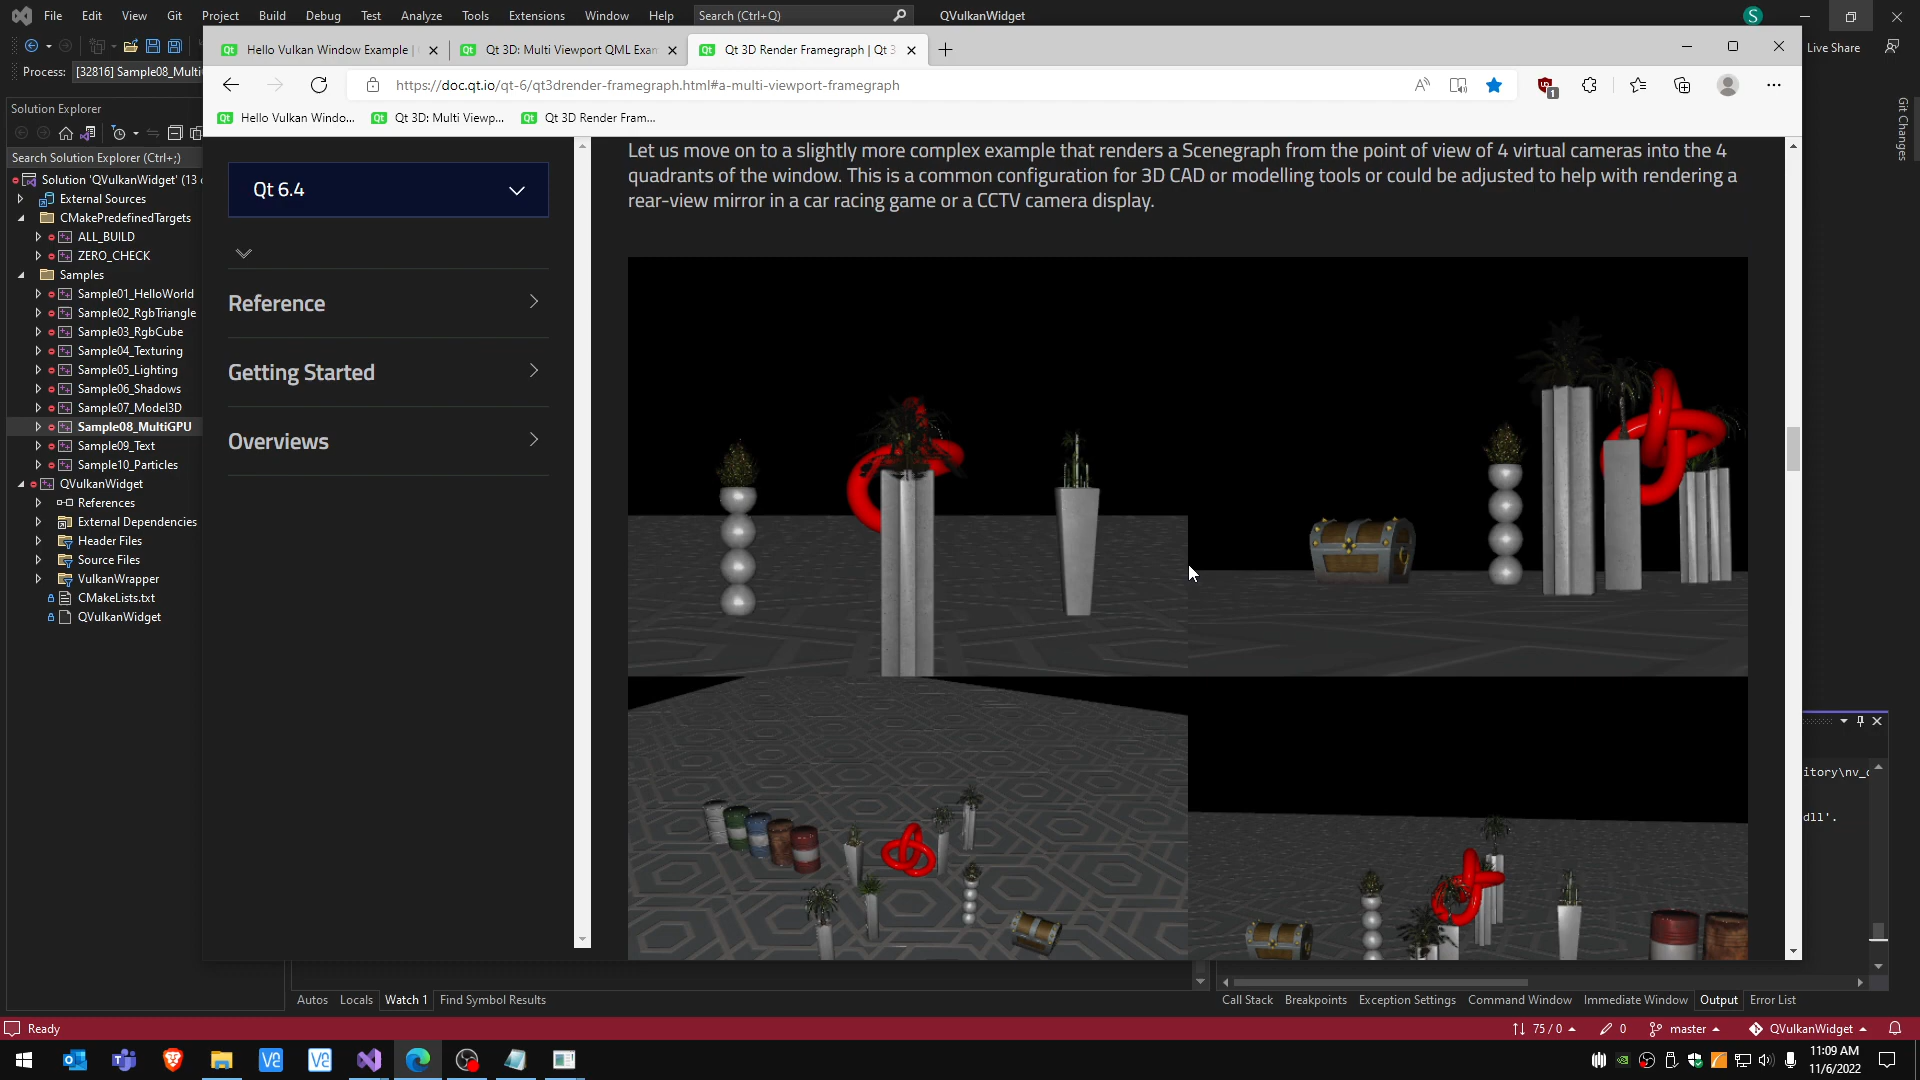 File Edit View Git Project Build Debug Test Analyze Tools Extensions Window Help Search (Ctrl+Q) QVulkanWidget S
Live Share
Process: [32816] Sample08_Multi
Hello Vulkan Window Example |
Qt 3D: Multi Viewport QML Exan
Qt 3D Render Framegraph | Qt 3
https://doc.qt.io/qt-6/qt3drender-framegraph.html#a-multi-viewport-framegraph
1
Hello Vulkan Windo...
Qt 3D: Multi Viewp...
Qt 3D Render Fram...
Git Changes
Solution Explorer
Search Solution Explorer (Ctrl+;)
Solution 'QVulkanWidget' (13 o
External Sources
CMakePredefinedTargets
ALL_BUILD
ZERO_CHECK
Samples
Sample01_HelloWorld
Sample02_RgbTriangle
Sample03_RgbCube
Sample04_Texturing
Sample05_Lighting
Sample06_Shadows
Sample07_Model3D
Sample08_MultiGPU
Sample09_Text
Sample10_Particles
QVulkanWidget
References
External Dependencies
Header Files
Source Files
VulkanWrapper
CMakeLists.txt
QVulkanWidget
Qt 6.4
Reference
Getting Started
Overviews
Let us move on to a slightly more complex example that renders a Scenegraph from the point of view of 4 virtual cameras into the 4
quadrants of the window. This is a common configuration for 3D CAD or modelling tools or could be adjusted to help with rendering a
rear-view mirror in a car racing game or a CCTV camera display.
itory\nv_c
dll'.
Autos Locals Watch 1 Find Symbol Results
Call Stack Breakpoints Exception Settings Command Window Immediate Window Output Error List
Ready
75 / 0
0
master
QVulkanWidget
11:09 AM
11/6/2022